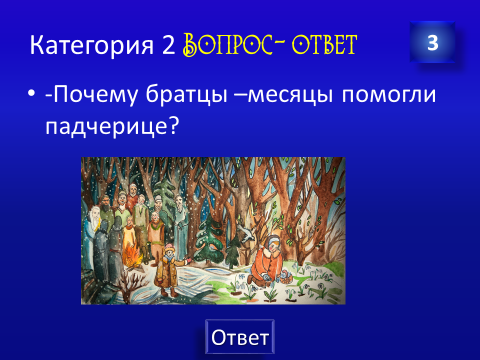 Категория 2 Вопрос- ответ
3
• -Почему братцы –месяцы помогли
падчерице?
Ответ